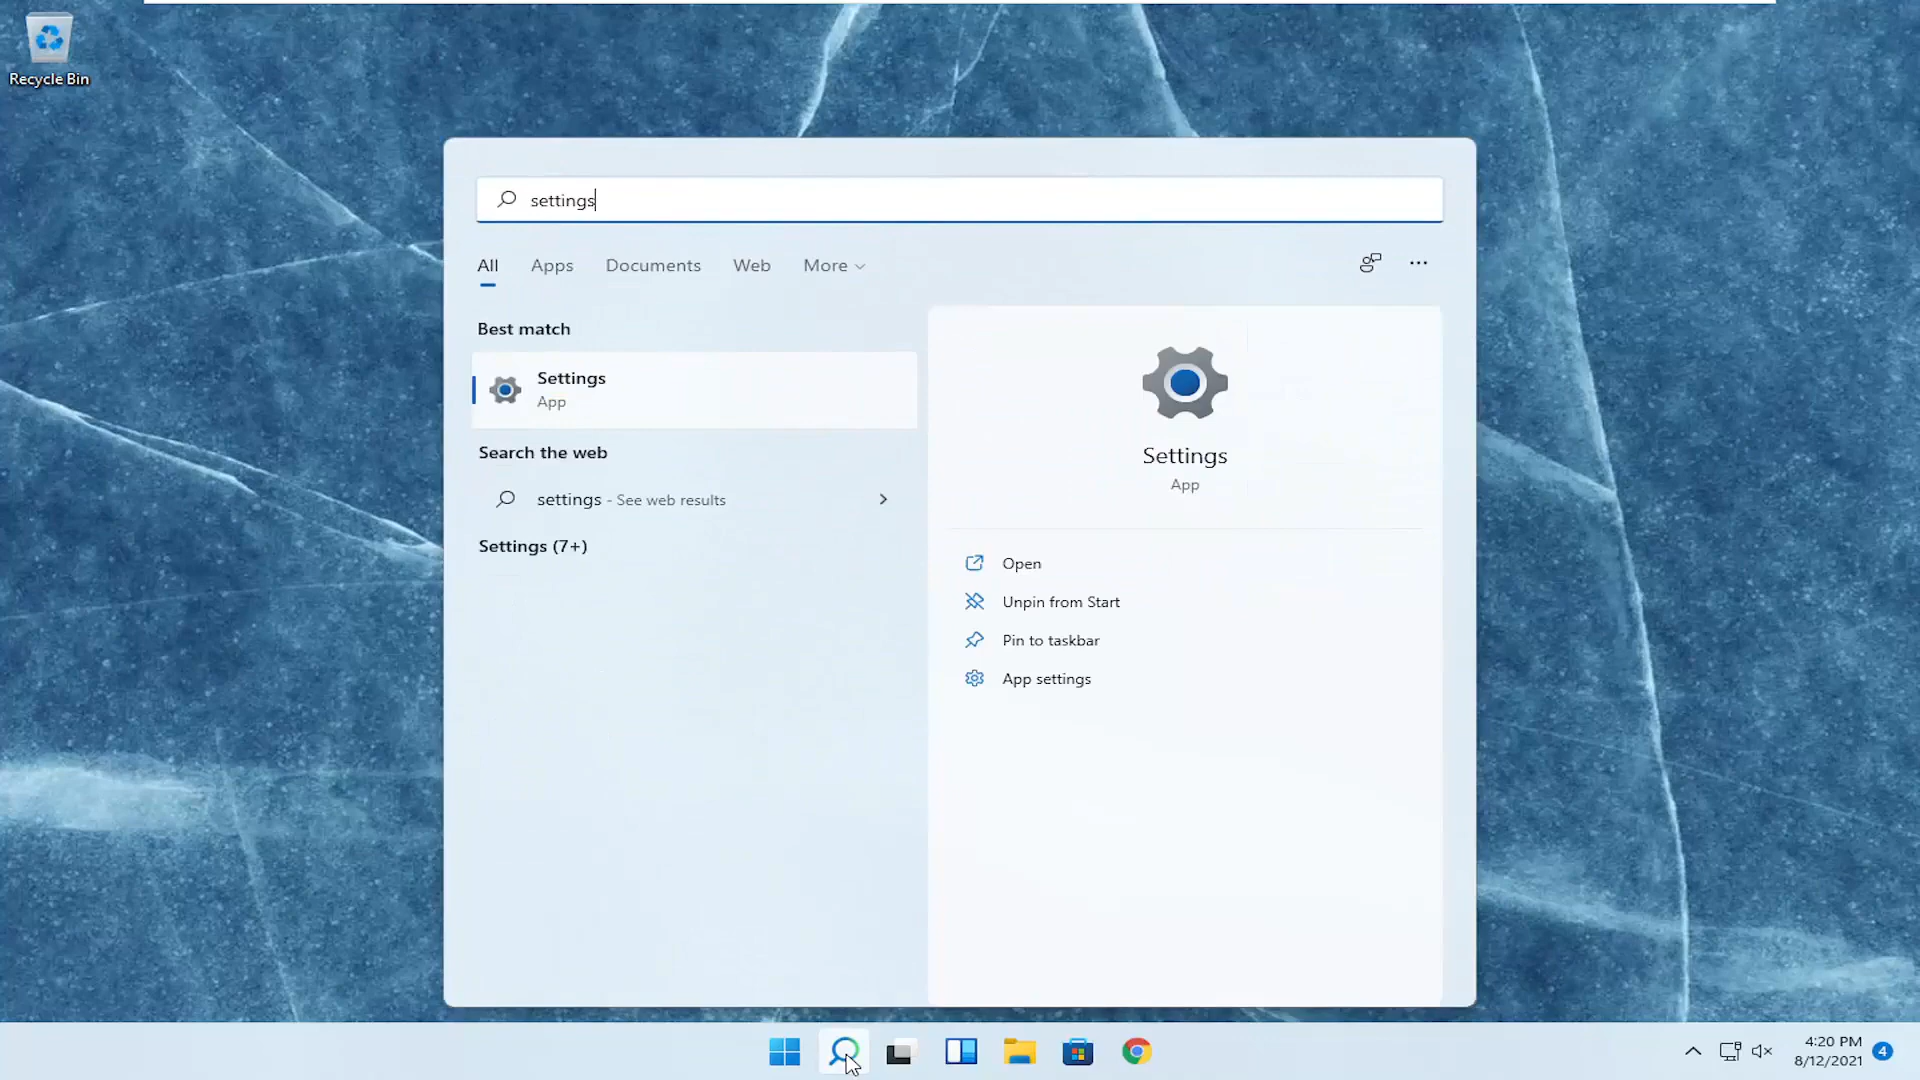 Recycle Bin
settings
All Apps Documents Web More
Best match
Settings
App
Search the web
settings - See web results
Settings (7+)
Settings
App
Open
Unpin from Start
Pin to taskbar
App settings
4:20 PM
8/12/2021
4